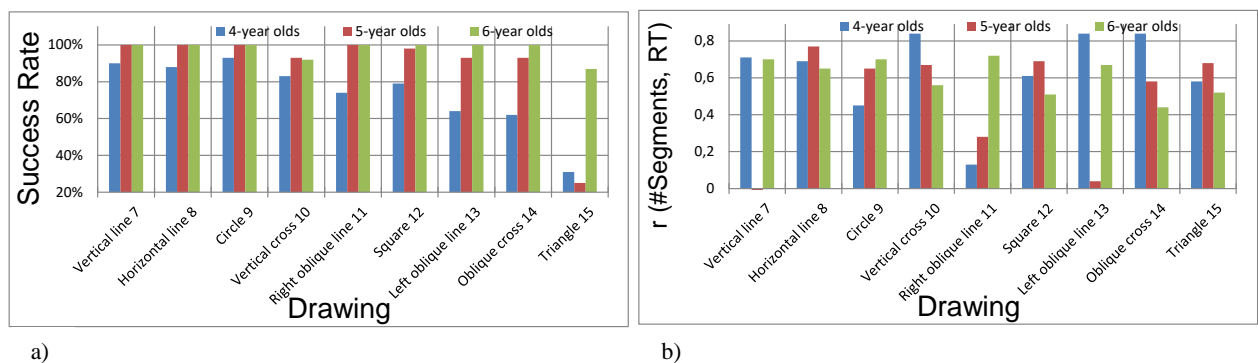 4-year olds 5-year olds 6-year olds
100%
80%
60%
40%
20%
Success Rate
Vertical line 7
Horizontal line 8
Circle 9
Vertical cross 10
Right oblique line 11
Square 12
Left oblique line 13
Oblique cross 14
Triangle 15
Drawing
a)
4-year olds 5-year olds 6-year olds
0,8
0,6
0,4
0,2
0
r (#Segments, RT)
Vertical line 7
Horizontal line 8
Circle 9
Vertical cross 10
Right oblique line 11
Square 12
Left oblique line 13
Oblique cross 14
Triangle 15
Drawing
b)